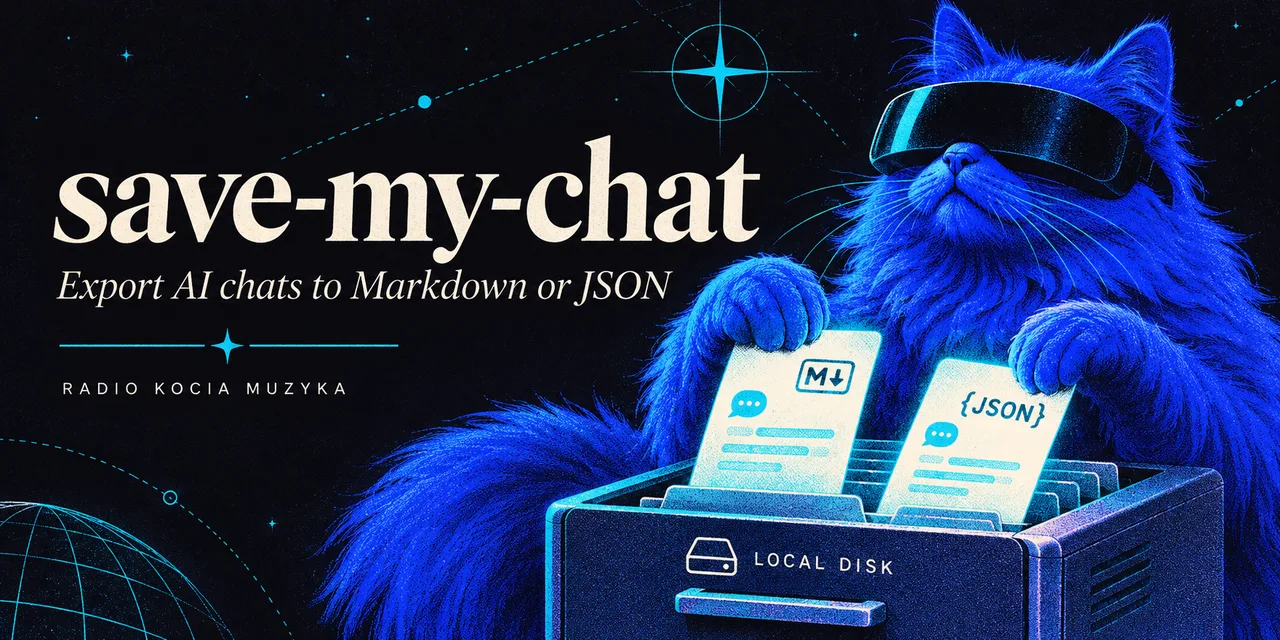 save-my-chat
Export AI chats to Markdown or JSON
RADIO KOCIA MUZYKA
M↓
{JSON}
LOCAL DISK